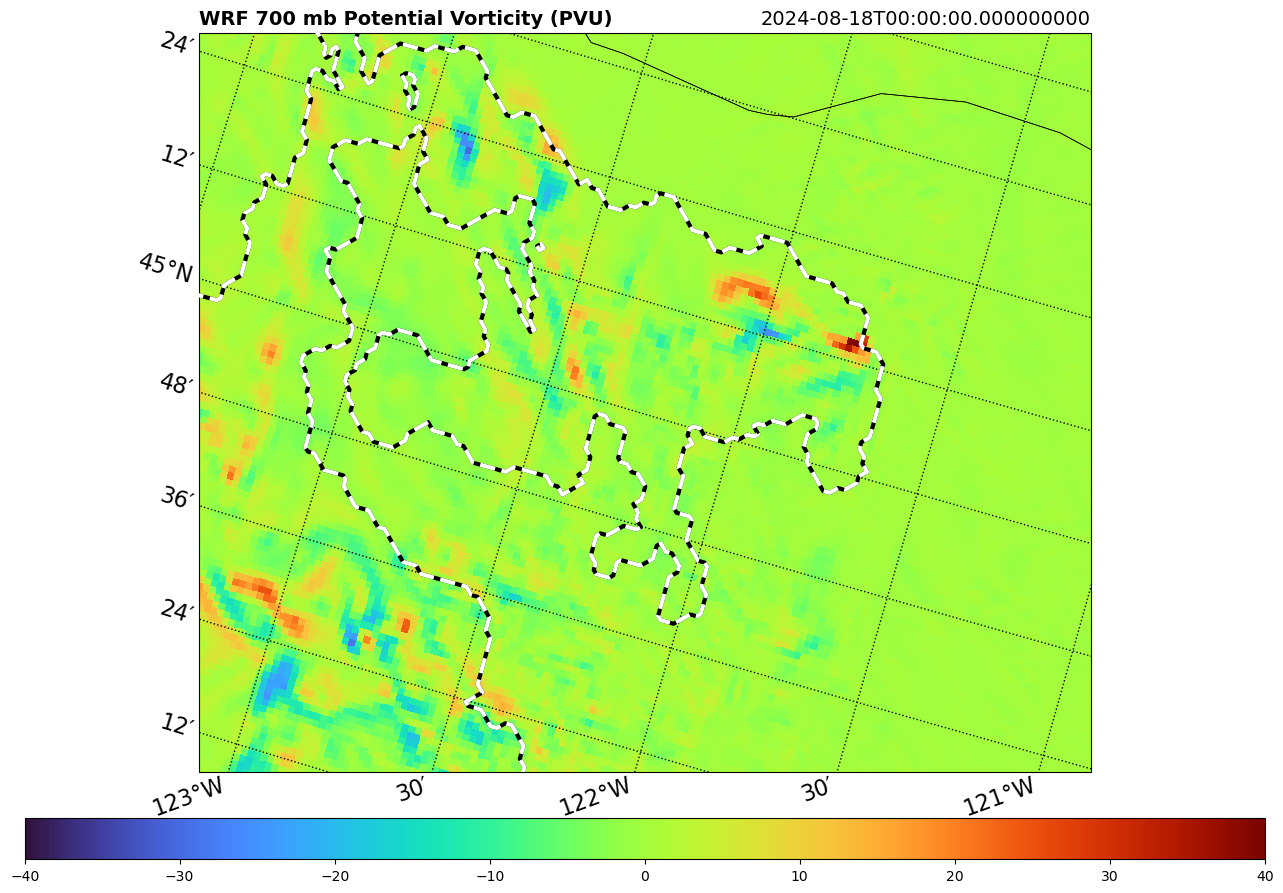 WRF 700 mb Potential Vorticity (PVU) 2024-08-18T00:00:00.000000000
24′
12′
45°N
48′
36′
24′
12′
123°W 30′ 122°W 30′ 121°W
−40 −30 −20 −10 0 10 20 30 40